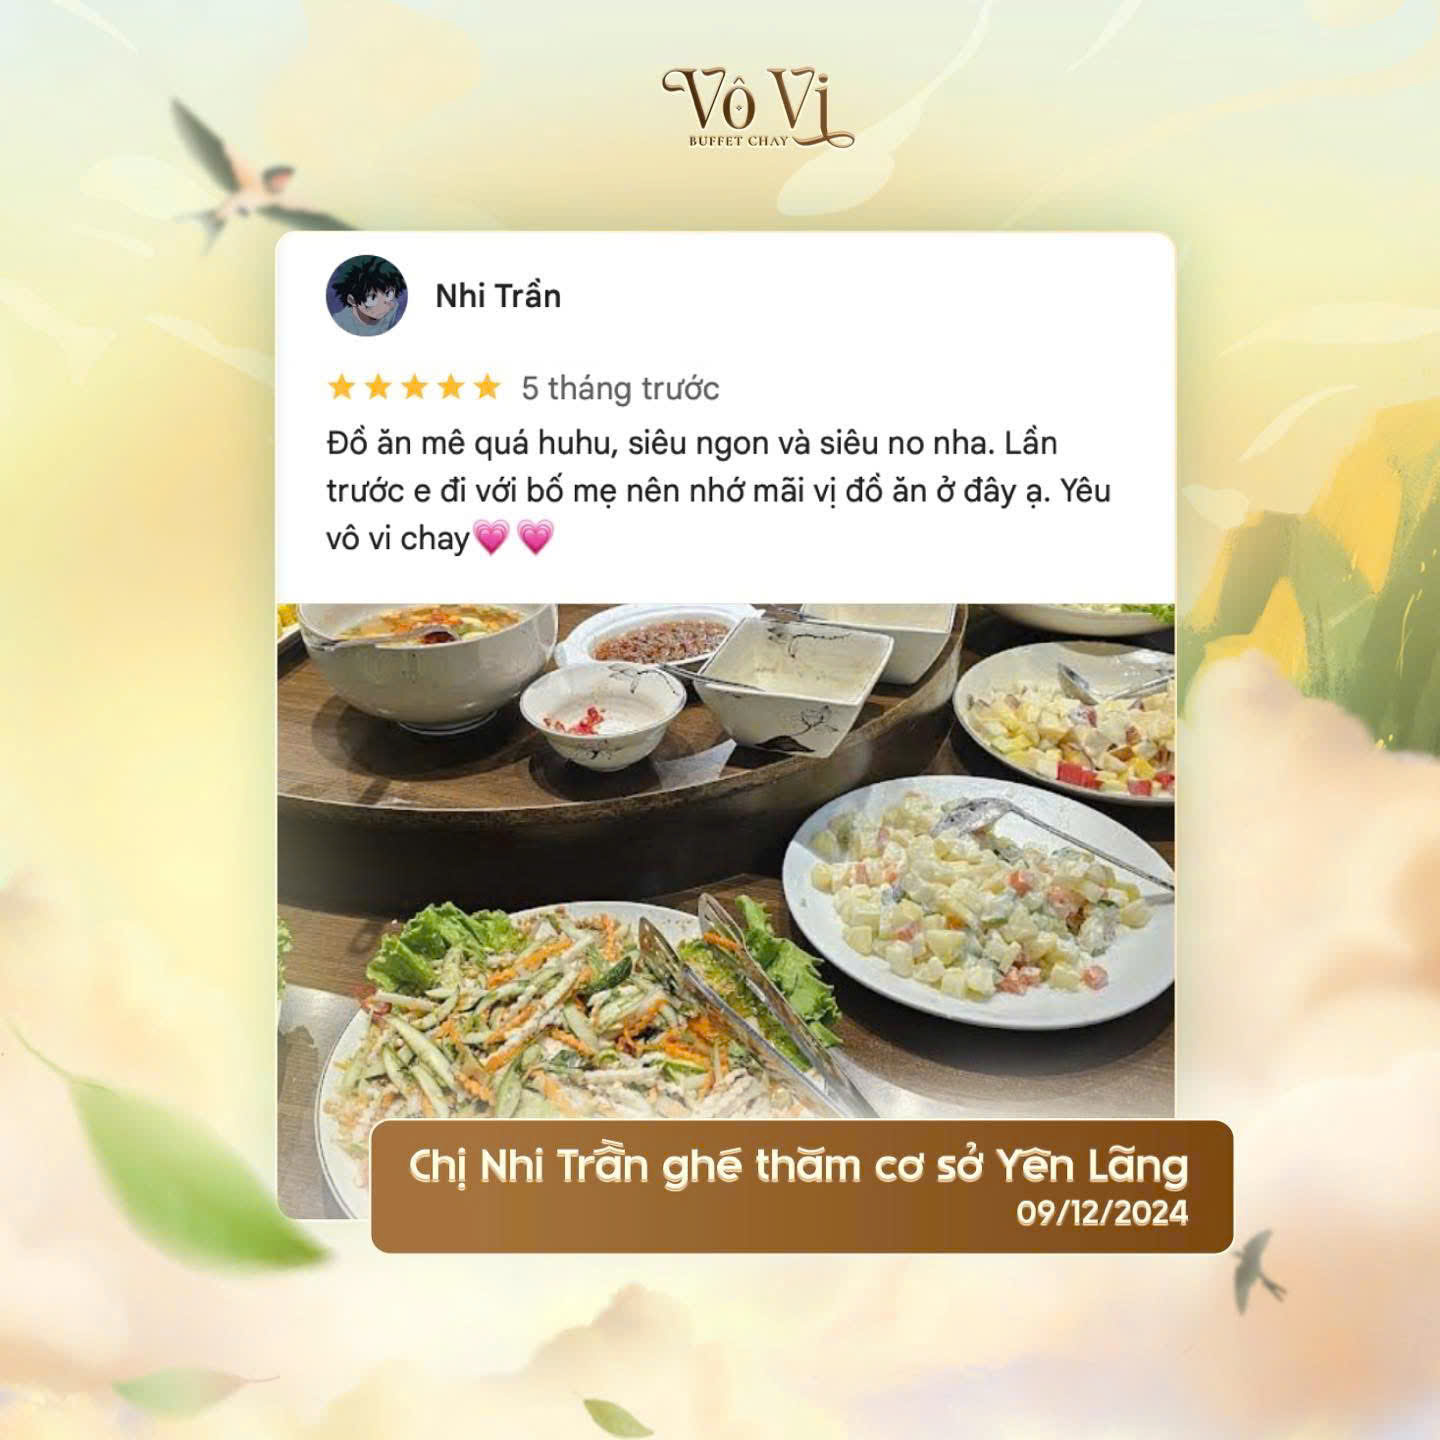 Vô Vi
BUFFET CHAY
Nhi Trần
5 tháng trước
Đồ ăn mê quá huhu, siêu ngon và siêu no nha. Lần
trước e đi với bố mẹ nên nhớ mãi vị đồ ăn ở đây ạ. Yêu
vô vi chay💗💗
Chị Nhi Trần ghé thăm cơ sở Yên Lãng
09/12/2024